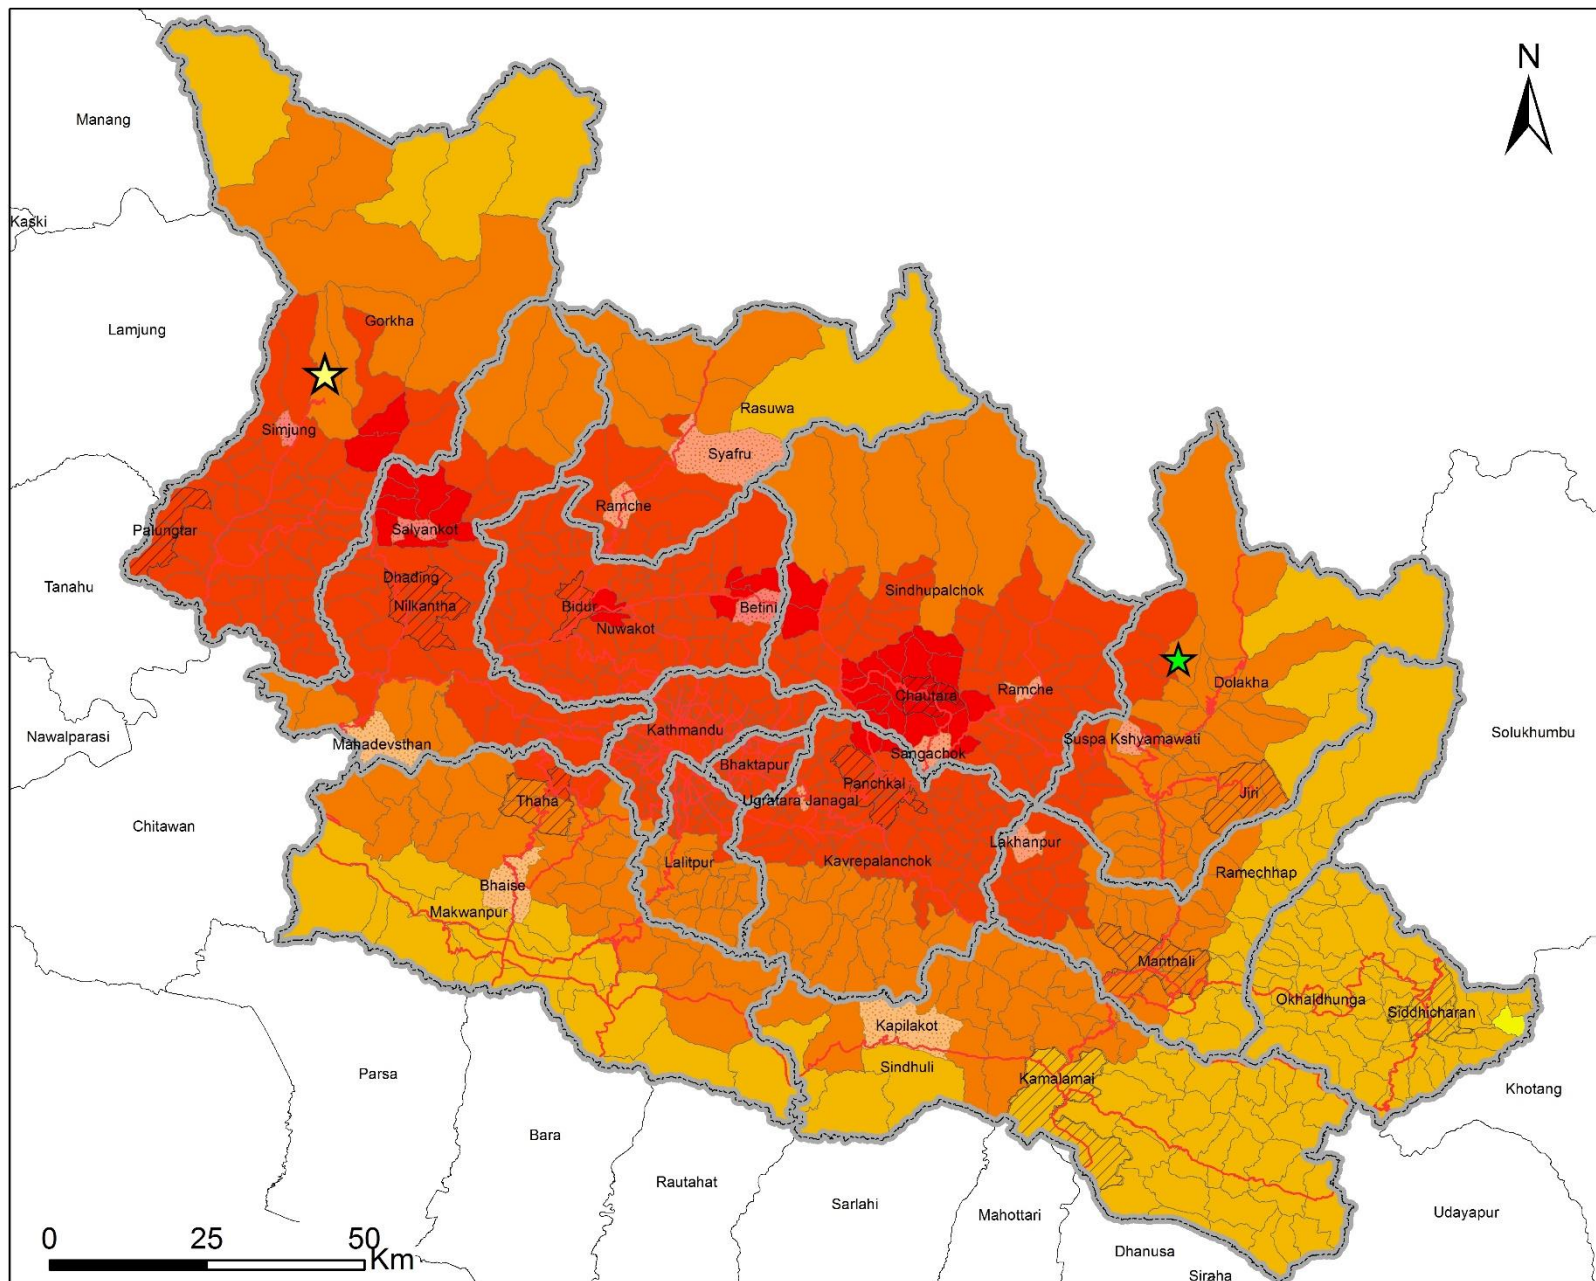 N
Manang
Kaski
Lamjung
Gorkha
Rasuwa
Simjung
Syafru
Ramche
Palungtar
Salyankot
Tanahu
Dhading
Nilkantha
Bidur
Betini
Nuwakot
Sindhupalchok
Chautara
Ramche
Dolakha
Nawalparasi
Mahadevsthan
Kathmandu
Suspa Kshyamawati
Solukhumbu
Sangachok
Bhaktapur
Panchkal
Jiri
Thaha
Ugratara Janagal
Chitawan
Lakhanpur
Lalitpur
Kavrepalanchok
Ramechhap
Bhaise
Makwanpur
Manthali
Okhaldhunga
Siddhicharan
Kapilakot
Sindhuli
Kamalamai
Parsa
Khotang
Bara
Rautahat
Sarlahi
Mahottari
Udayapur
Dhanusa
Siraha
0 25 50
Km